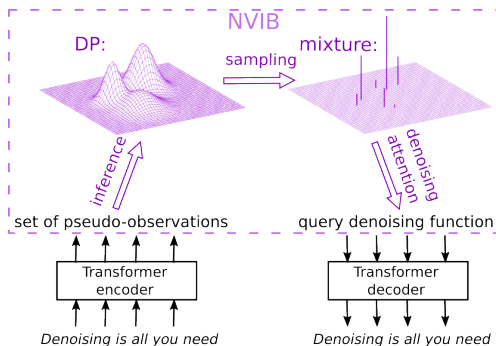 NVIB
DP:
sampling
mixture:
inference
denoising
attention
set of pseudo-observations
query denoising function
Transformer
encoder
Transformer
decoder
Denoising is all you need
Denoising is all you need